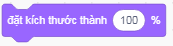 đặt kích thước thành 100 %